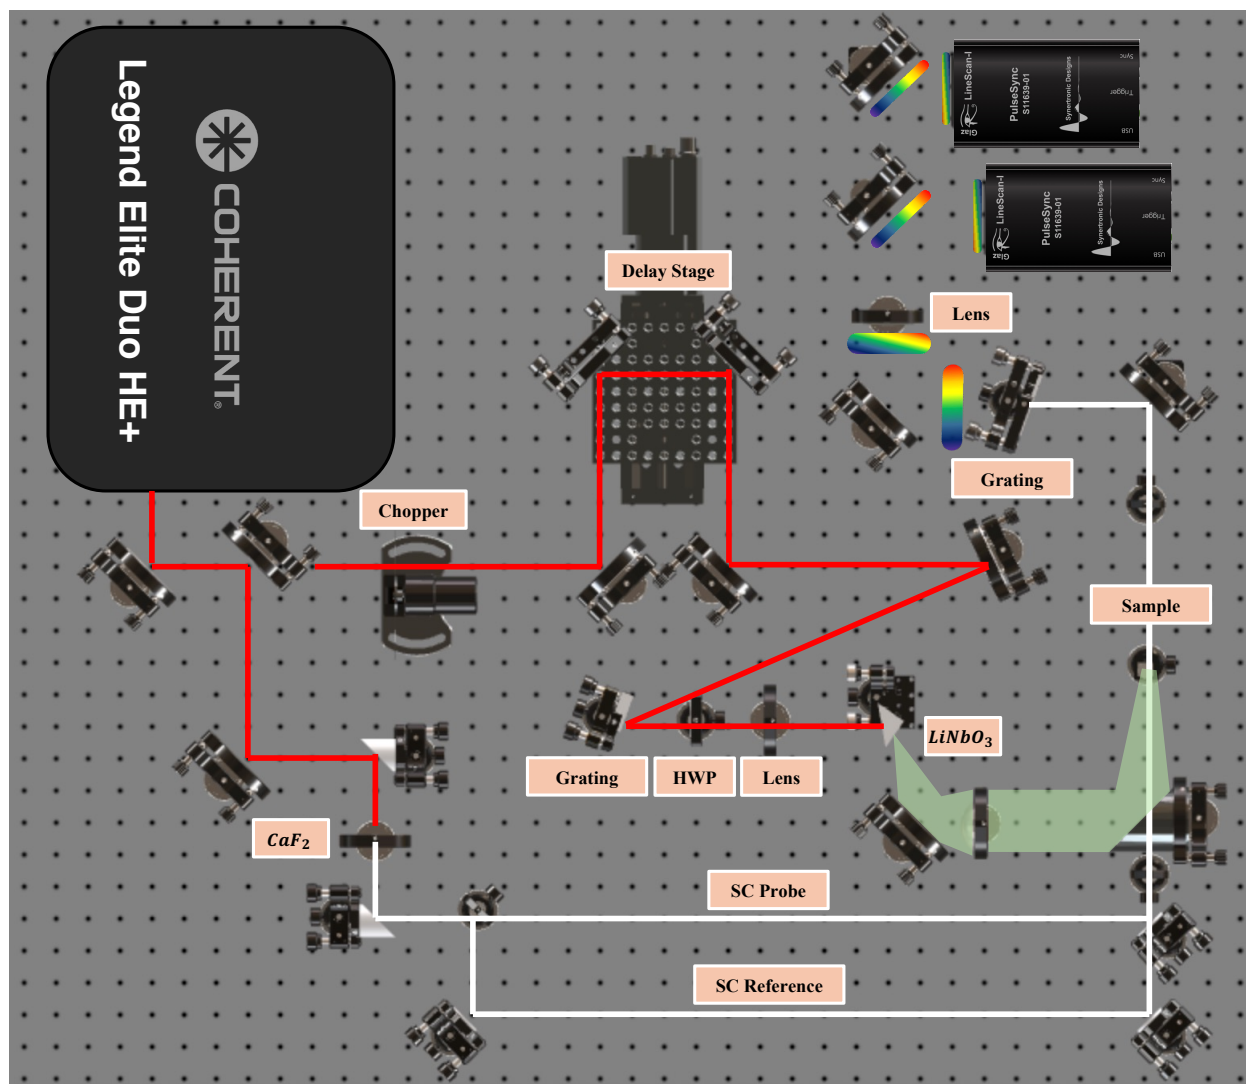 COHERENT®
Legend Elite Duo HE+
Glaz LineScan-I
PulseSync
S11639-01
Synertronic Designs
Sync
Trigger
USB
Glaz LineScan-I
PulseSync
S11639-01
Synertronic Designs
Sync
Trigger
USB
Delay Stage
Lens
Grating
Chopper
Sample
LiNbO₃
Grating
HWP
Lens
CaF₂
SC Probe
SC Reference